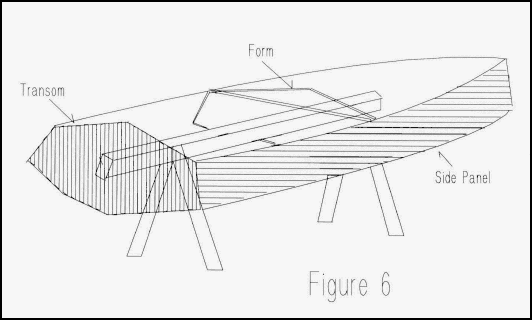 Form
Transom
Side Panel
Figure 6